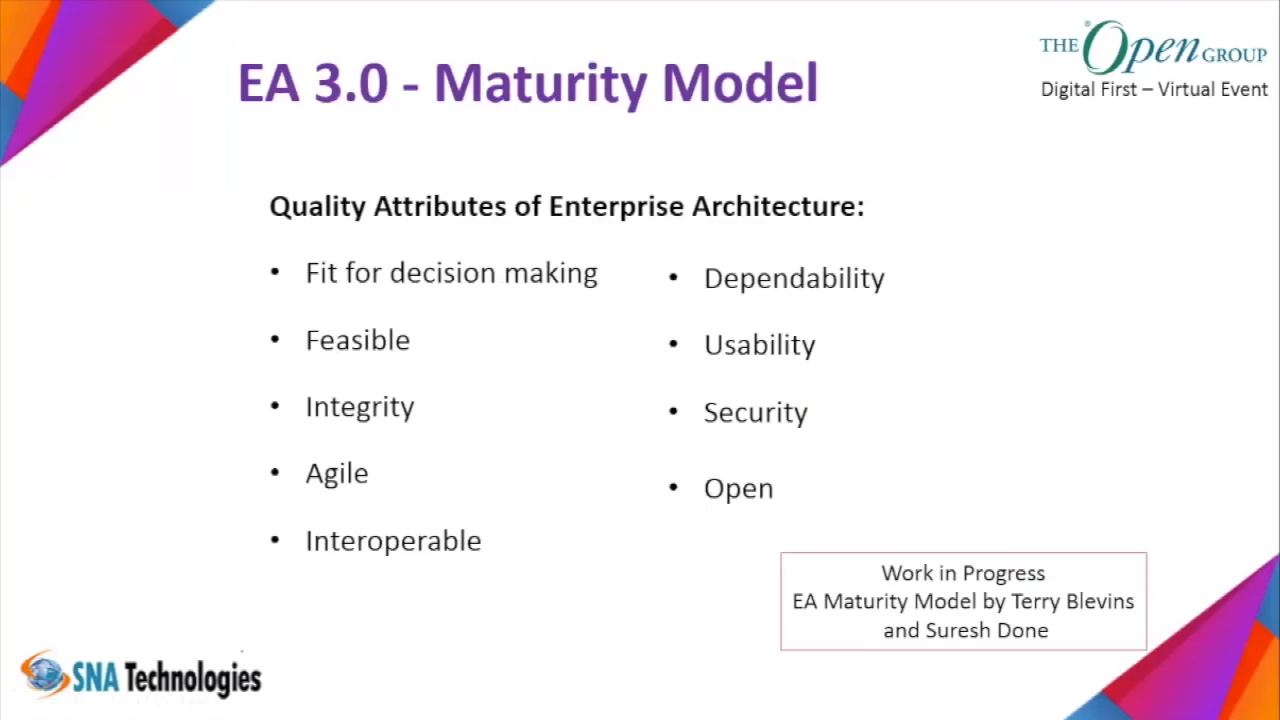 THE Open GROUP
Digital First – Virtual Event
EA 3.0 - Maturity Model
Quality Attributes of Enterprise Architecture:
• Fit for decision making
• Feasible
• Integrity
• Agile
• Interoperable
• Dependability
• Usability
• Security
• Open
Work in Progress
EA Maturity Model by Terry Blevins
and Suresh Done
SNA Technologies